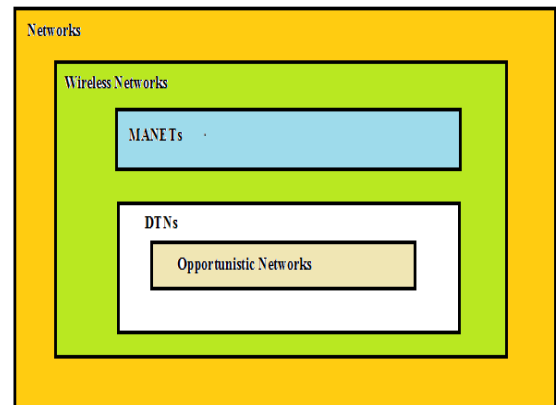 Networks
Wireless Networks
MANETs
DTNs
Opportunistic Networks